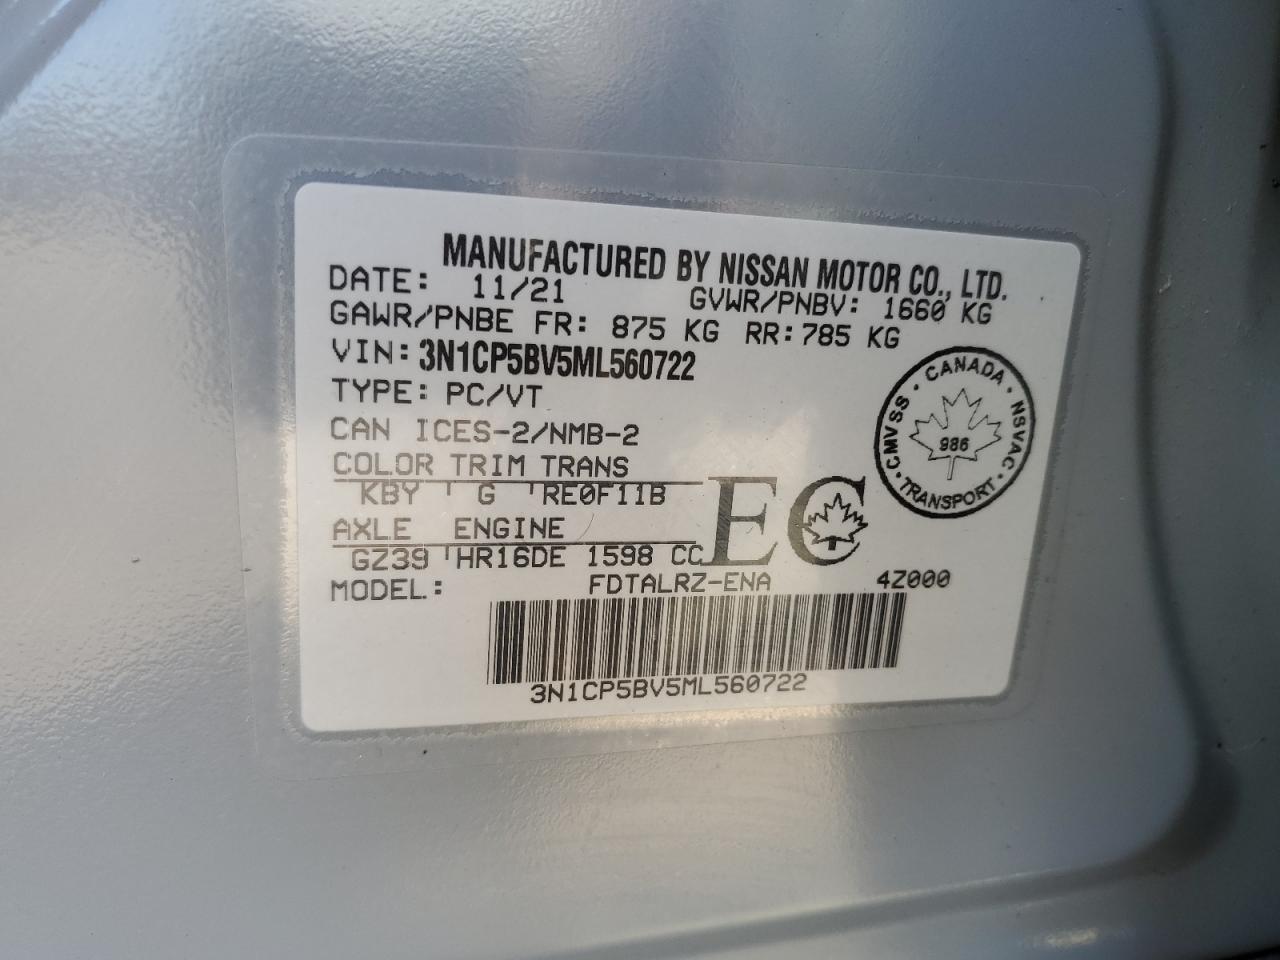 MANUFACTURED BY NISSAN MOTOR CO., LTD.
DATE: 11/21 GVWR/PNBV: 1660 KG
GAWR/PNBE FR: 875 KG RR:785 KG
VIN: 3N1CP5BV5ML560722
TYPE: PC/VT
CAN ICES-2/NMB-2
COLOR TRIM TRANS
KBY G RE0F11B
AXLE ENGINE
GZ39 HR16DE 1598 CC
MODEL: FDTALRZ-ENA 4Z000
3N1CP5BV5ML560722
EC
CANADA
CMVSS · NSVAC
986
TRANSPORT